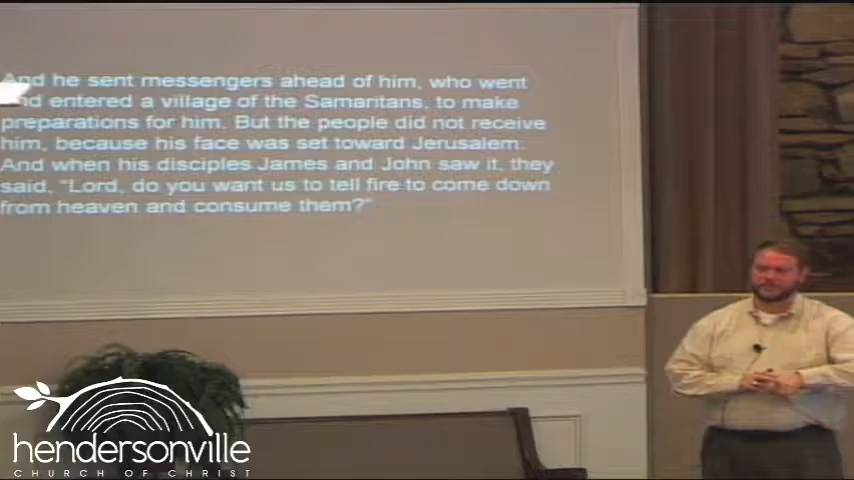 And he sent messengers ahead of him, who went
and entered a village of the Samaritans, to make
preparations for him. But the people did not receive
him, because his face was set toward Jerusalem.
And when his disciples James and John saw it, they
said, "Lord, do you want us to tell fire to come down
from heaven and consume them?"
hendersonville
CHURCH OF CHRIST